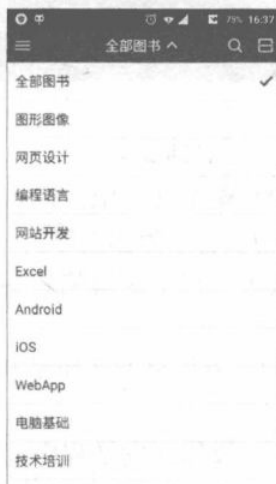 75% 16:37
全部图书
全部图书
图形图像
网页设计
编程语言
网站开发
Excel
Android
iOS
WebApp
电脑基础
技术培训